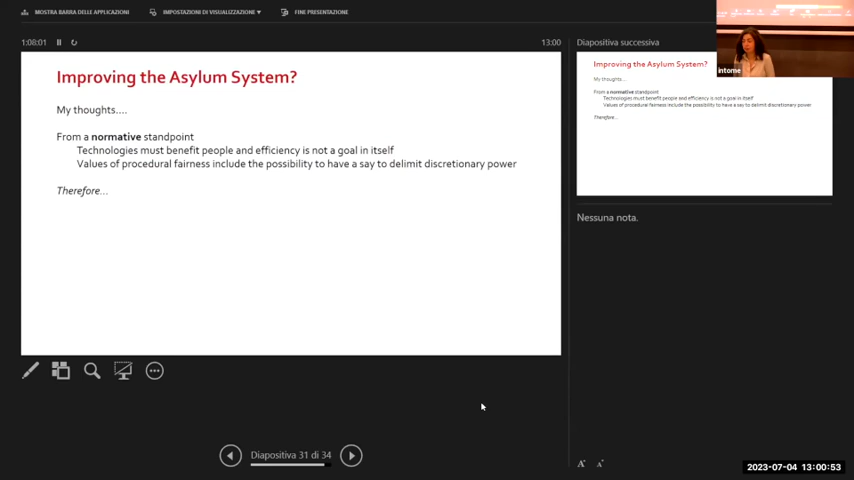 MOSTRA BARRA DELLE APPLICAZIONI
IMPOSTAZIONI DI VISUALIZZAZIONE ▼
FINE PRESENTAZIONE
1:08:01
13:00
Improving the Asylum System?
My thoughts….
From a normative standpoint
Technologies must benefit people and efficiency is not a goal in itself
Values of procedural fairness include the possibility to have a say to delimit discretionary power
Therefore…
Diapositiva 31 di 34
Diapositiva successiva
Improving the Asylum System?
My thoughts….
From a normative standpoint
Technologies must benefit people and efficiency is not a goal in itself
Values of procedural fairness include the possibility to have a say to delimit discretionary power
Therefore…
Nessuna nota.
intome
A A
2023-07-04 13:00:53